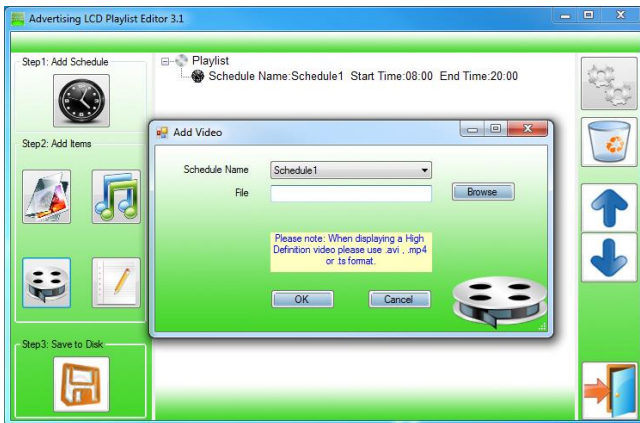 Advertising LCD Playlist Editor 3.1
Step1: Add Schedule
Playlist
Schedule Name:Schedule1 Start Time:08:00 End Time:20:00
Step2: Add Items
Add Video
Schedule Name
Schedule1
File
Browse
Please note: When displaying a High
Definition video please use .avi , .mp4
or .ts format.
OK
Cancel
Step3: Save to Disk